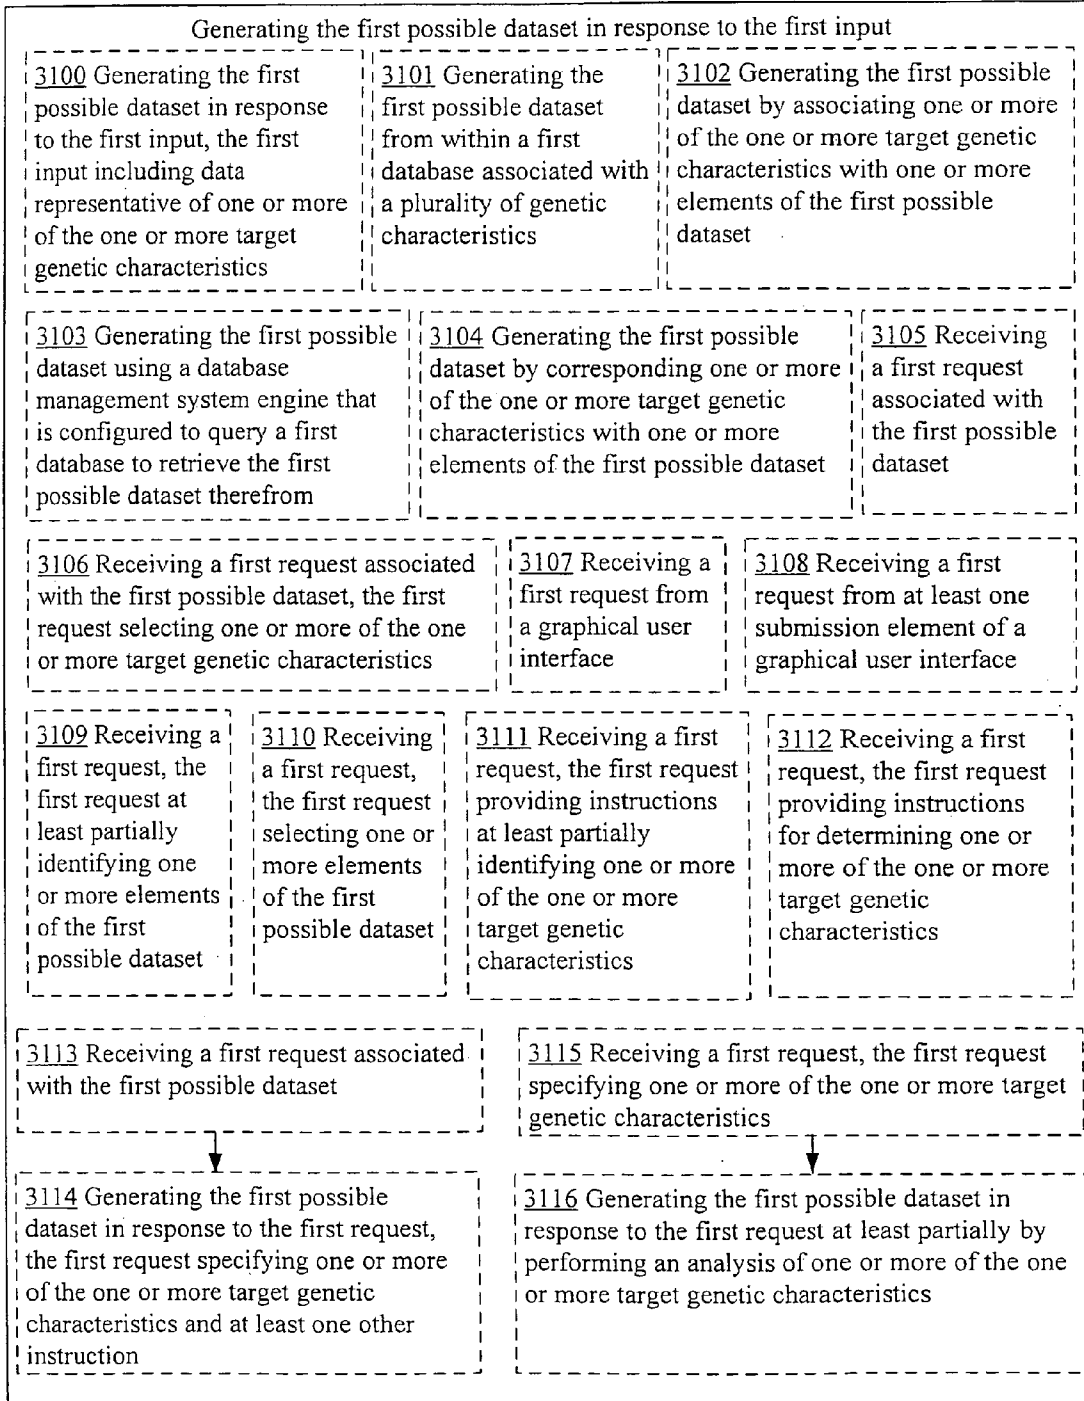 Generating the first possible dataset in response to the first input
3100 Generating the first
possible dataset in response
to the first input, the first
input including data
representative of one or more
of the one or more target
genetic characteristics
3101 Generating the
first possible dataset
from within a first
database associated with
a plurality of genetic
characteristics
3102 Generating the first possible
dataset by associating one or more
of the one or more target genetic
characteristics with one or more
elements of the first possible
dataset
3103 Generating the first possible
dataset using a database
management system engine that
is configured to query a first
database to retrieve the first
possible dataset therefrom
3104 Generating the first possible
dataset by corresponding one or more
of the one or more target genetic
characteristics with one or more
elements of the first possible dataset
3105 Receiving
a first request
associated with
the first possible
dataset
3106 Receiving a first request associated
with the first possible dataset, the first
request selecting one or more of the one
or more target genetic characteristics
3107 Receiving a
first request from
a graphical user
interface
3108 Receiving a first
request from at least one
submission element of a
graphical user interface
3109 Receiving a
first request, the
first request at
least partially
identifying one
or more elements
of the first
possible dataset
3110 Receiving
a first request,
the first request
selecting one or
more elements
of the first
possible dataset
3111 Receiving a first
request, the first request
providing instructions
at least partially
identifying one or more
of the one or more
target genetic
characteristics
3112 Receiving a first
request, the first request
providing instructions
for determining one or
more of the one or more
target genetic
characteristics
3113 Receiving a first request associated
with the first possible dataset
3115 Receiving a first request, the first request
specifying one or more of the one or more target
genetic characteristics
3114 Generating the first possible
dataset in response to the first request,
the first request specifying one or more
of the one or more target genetic
characteristics and at least one other
instruction
3116 Generating the first possible dataset in
response to the first request at least partially by
performing an analysis of one or more of the one
or more target genetic characteristics